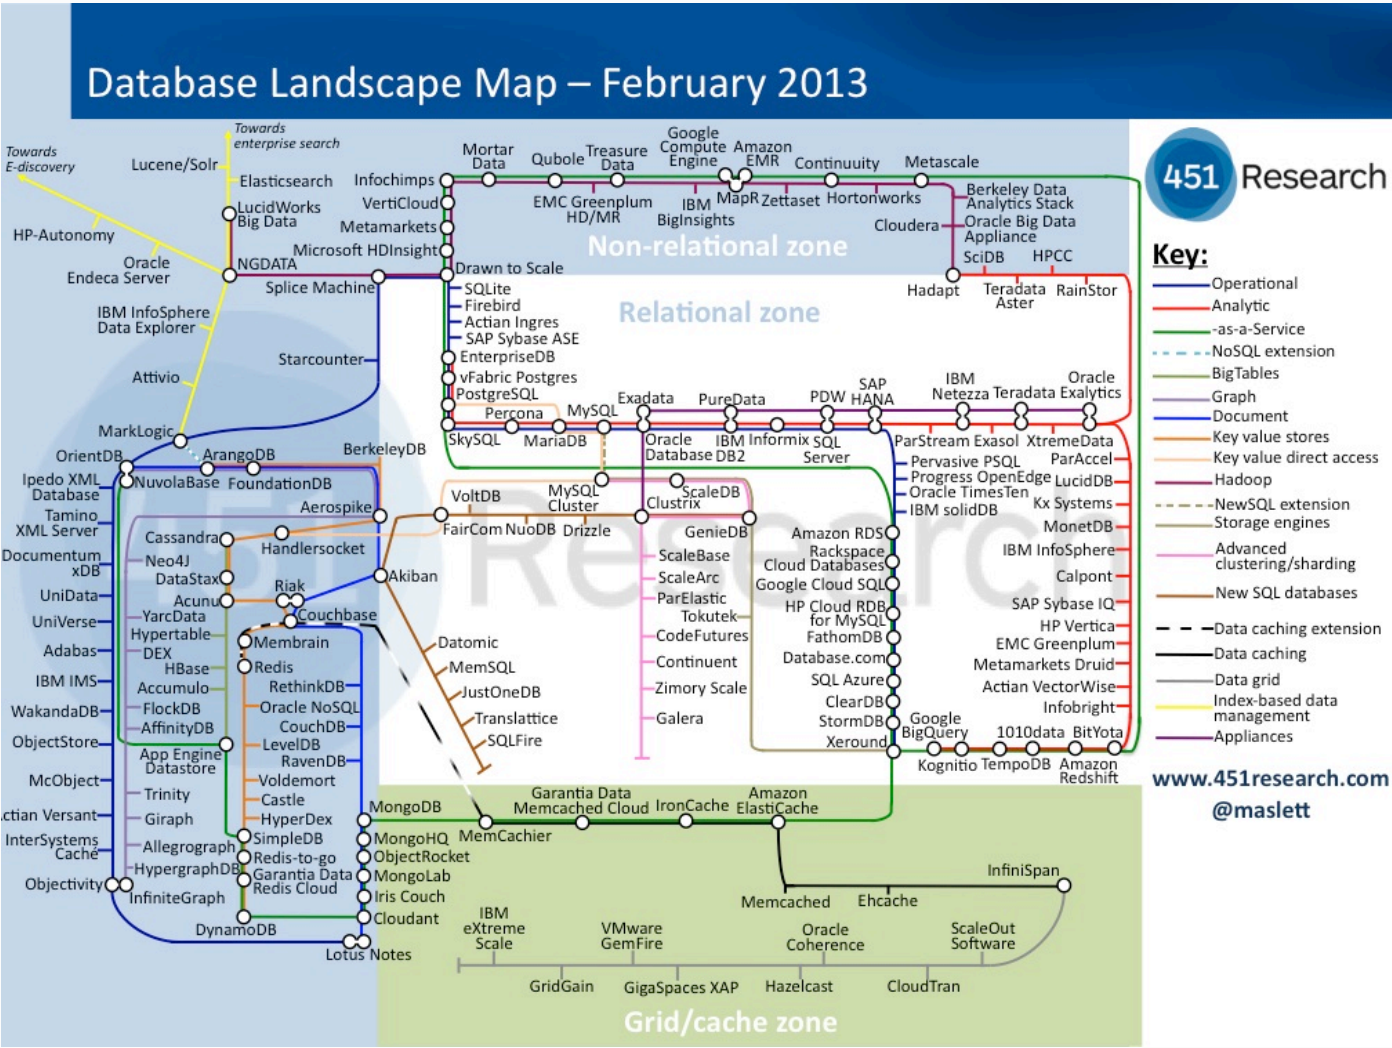 Database Landscape Map – February 2013
Towards
E-discovery
Towards
enterprise search
Lucene/Solr
Elasticsearch
LucidWorks
Big Data
HP-Autonomy
Oracle
Endeca Server
NGDATA
IBM InfoSphere
Data Explorer
Attivio
MarkLogic
Splice Machine
Starcounter
Infochimps
VertiCloud
Metamarkets
Microsoft HDInsight
Drawn to Scale
Mortar
Data
Qubole
Treasure
Data
Google
Compute
Engine
Amazon
EMR
Continuuity
Metascale
EMC Greenplum
HD/MR
IBM
BigInsights
MapR
Zettaset
Hortonworks
Cloudera
Berkeley Data
Analytics Stack
Oracle Big Data
Appliance
Non-relational zone
Relational zone
Hadapt
SciDB
HPCC
Teradata
Aster
RainStor
SQLite
Firebird
Actian Ingres
SAP Sybase ASE
EnterpriseDB
vFabric Postgres
PostgreSQL
SkySQL
Percona
MariaDB
MySQL
Exadata
PureData
PDW
SAP
HANA
IBM
Netezza
Teradata
Oracle
Exalytics
Oracle
Database
IBM
DB2
Informix
SQL
Server
ParStream
Exasol
XtremeData
ParAccel
LucidDB
Kx Systems
MonetDB
IBM InfoSphere
Calpont
SAP Sybase IQ
HP Vertica
EMC Greenplum
Metamarkets Druid
Actian VectorWise
Infobright
Pervasive PSQL
Progress OpenEdge
Oracle TimesTen
IBM solidDB
Amazon RDS
Rackspace
Cloud Databases
Google Cloud SQL
HP Cloud RDB
for MySQL
FathomDB
Database.com
SQL Azure
ClearDB
StormDB
Xeround
Google
BigQuery
1010data
BitYota
Kognitio
TempoDB
Amazon
Redshift
OrientDB
ArangoDB
NuvolaBase
FoundationDB
BerkeleyDB
Aerospike
Ipedo XML
Database
Tamino
XML Server
Documentum
xDB
UniData
UniVerse
Adabas
IBM IMS
WakandaDB
ObjectStore
McObject
ctian Versant
InterSystems
Caché
Objectivity
Cassandra
Handlersocket
Neo4J
DataStax
Acunu
Riak
Couchbase
YarcData
Hypertable
DEX
HBase
Accumulo
FlockDB
AffinityDB
App Engine
Datastore
Trinity
Giraph
Allegrograph
HypergraphDB
InfiniteGraph
Membrain
Redis
RethinkDB
Oracle NoSQL
CouchDB
LevelDB
RavenDB
Voldemort
Castle
HyperDex
SimpleDB
Redis-to-go
Garantia Data
Redis Cloud
DynamoDB
MongoDB
MongoHQ
ObjectRocket
MongoLab
Iris Couch
Cloudant
Lotus Notes
VoltDB
FairCom
NuoDB
Drizzle
MySQL
Cluster
ScaleDB
Clustrix
GenieDB
Akiban
Datomic
MemSQL
JustOneDB
Translattice
SQLFire
ScaleBase
ScaleArc
ParElastic
Tokutek
CodeFutures
Continuent
Zimory Scale
Galera
MemCachier
Garantia Data
Memcached Cloud
IronCache
Amazon
ElastiCache
Memcached
Ehcache
InfiniSpan
IBM
eXtreme
Scale
VMware
GemFire
Oracle
Coherence
ScaleOut
Software
GridGain
GigaSpaces XAP
Hazelcast
CloudTran
Grid/cache zone
451 Research
451 Research
Key:
Operational
Analytic
-as-a-Service
NoSQL extension
BigTables
Graph
Document
Key value stores
Key value direct access
Hadoop
NewSQL extension
Storage engines
Advanced
clustering/sharding
New SQL databases
Data caching extension
Data caching
Data grid
Index-based data
management
Appliances
www.451research.com
@maslett